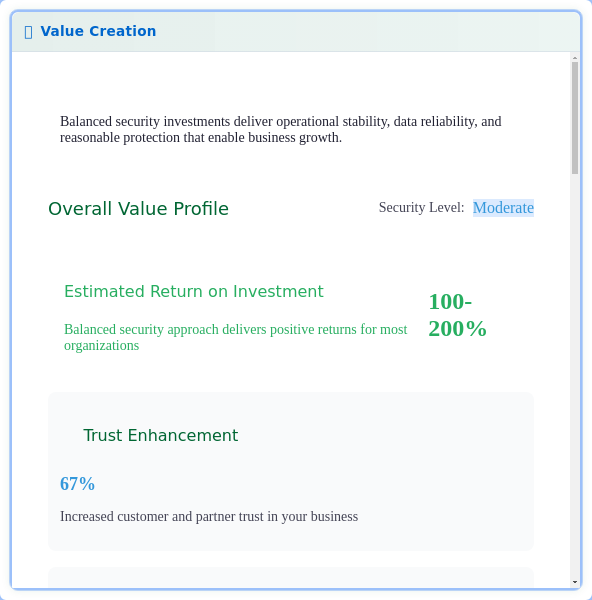 Value Creation
Balanced security investments deliver operational stability, data reliability, and
reasonable protection that enable business growth.
Overall Value Profile
Security Level: Moderate
Estimated Return on Investment
100-
200%
Balanced security approach delivers positive returns for most
organizations
Trust Enhancement
67%
Increased customer and partner trust in your business